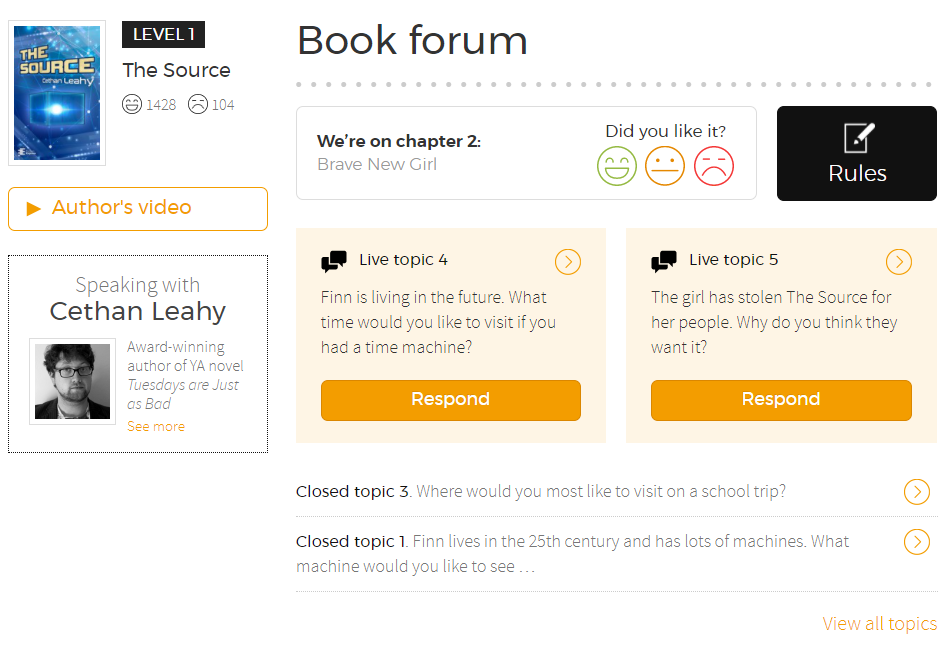 THE
SOURCE
Cethan Leahy
LEVEL 1
The Source
1428
104
Author's video
Speaking with
Cethan Leahy
Award-winning
author of YA novel
Tuesdays are Just
as Bad
See more
Book forum
We're on chapter 2:
Brave New Girl
Did you like it?
Rules
Live topic 4
Finn is living in the future. What
time would you like to visit if you
had a time machine?
Respond
Live topic 5
The girl has stolen The Source for
her people. Why do you think they
want it?
Respond
Closed topic 3. Where would you most like to visit on a school trip?
Closed topic 1. Finn lives in the 25th century and has lots of machines. What
machine would you like to see …
View all topics